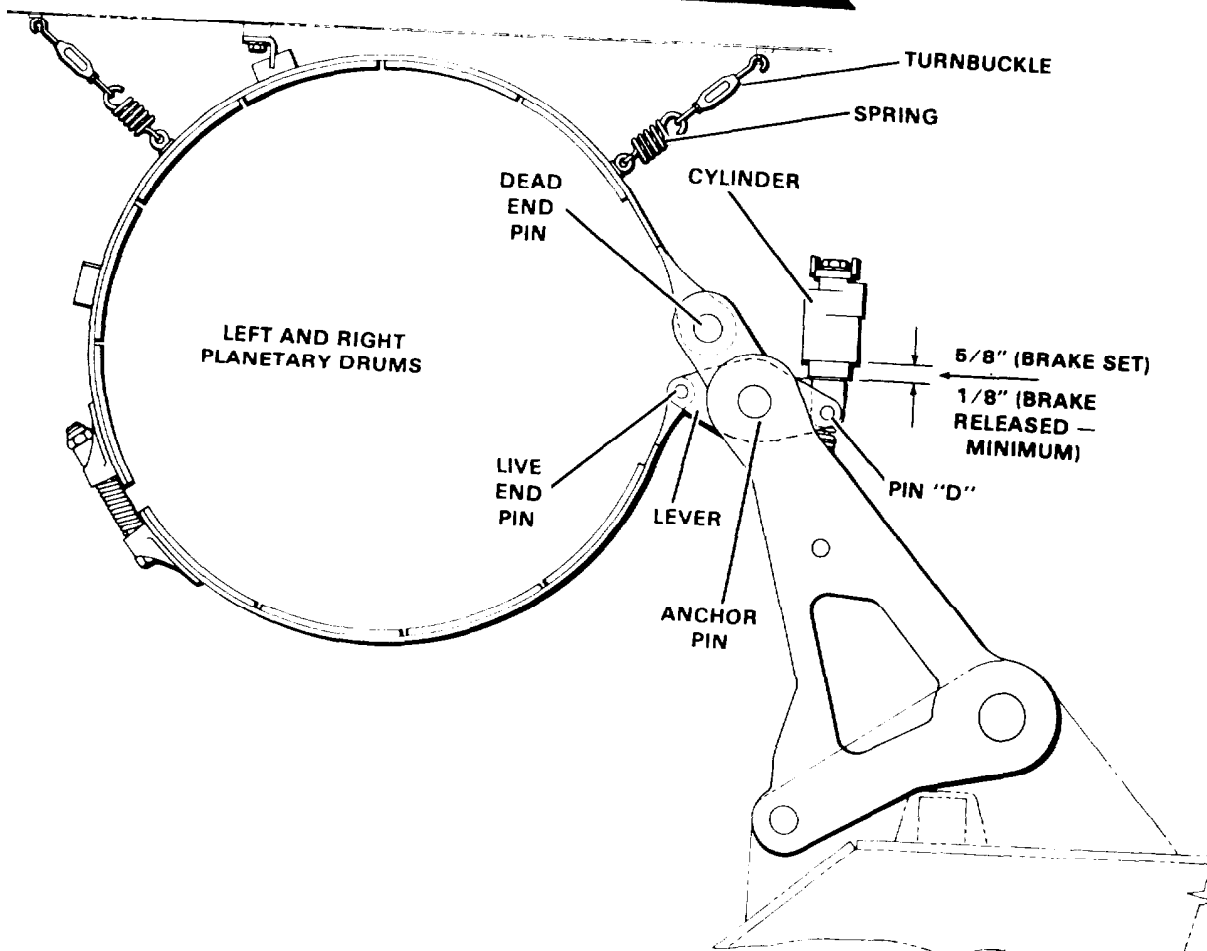 TURNBUCKLE
SPRING
DEAD
END
PIN
CYLINDER
LEFT AND RIGHT
PLANETARY DRUMS
5/8" (BRAKE SET)
1/8" (BRAKE
RELEASED —
MINIMUM)
LIVE
END
PIN
LEVER
PIN "D"
ANCHOR
PIN